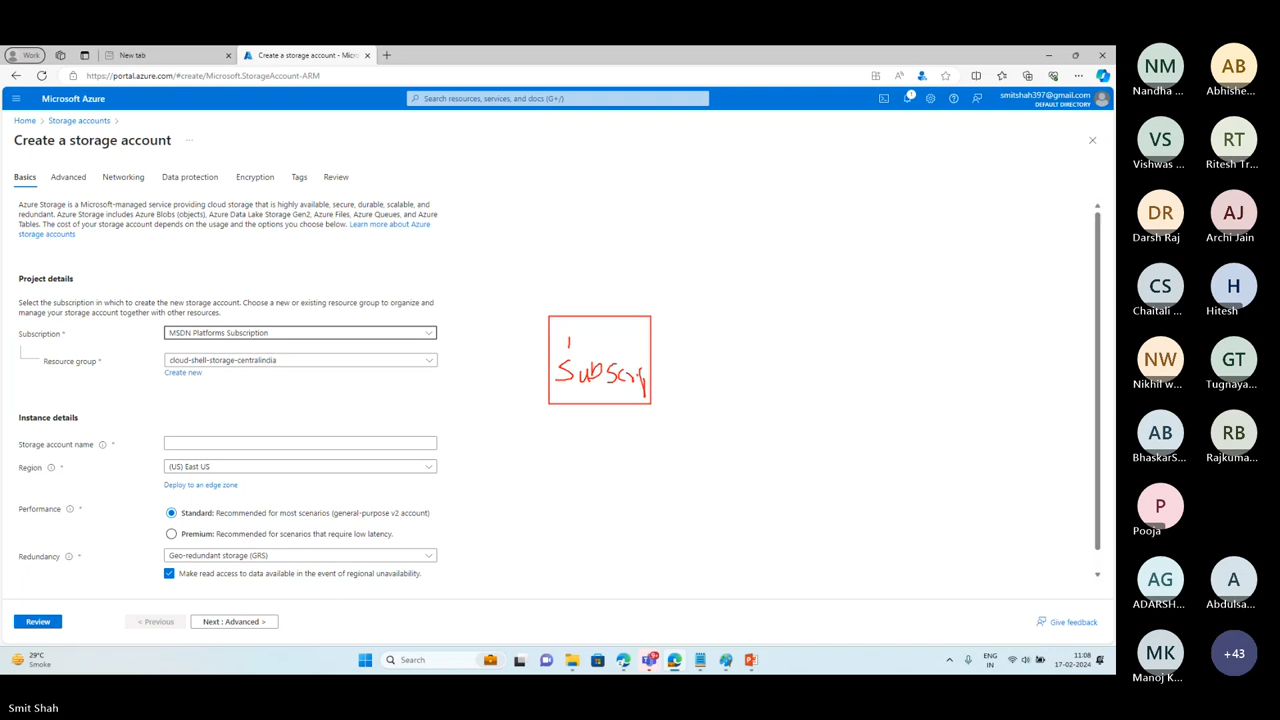 Work
New tab
Create a storage account - Micro
https://portal.azure.com/#create/Microsoft.StorageAccount-ARM
Microsoft Azure
Search resources, services, and docs (G+/)
1
smitshah397@gmail.com
DEFAULT DIRECTORY
Home > Storage accounts >
Create a storage account ...
Basics Advanced Networking Data protection Encryption Tags Review
Azure Storage is a Microsoft-managed service providing cloud storage that is highly available, secure, durable, scalable, and
redundant. Azure Storage includes Azure Blobs (objects), Azure Data Lake Storage Gen2, Azure Files, Azure Queues, and Azure
Tables. The cost of your storage account depends on the usage and the options you choose below. Learn more about Azure
storage accounts
Project details
Select the subscription in which to create the new storage account. Choose a new or existing resource group to organize and
manage your storage account together with other resources.
Subscription * MSDN Platforms Subscription
Resource group * cloud-shell-storage-centralindia
Create new
1
Subscrip
Instance details
Storage account name *
Region * (US) East US
Deploy to an edge zone
Performance * Standard: Recommended for most scenarios (general-purpose v2 account)
Premium: Recommended for scenarios that require low latency.
Redundancy * Geo-redundant storage (GRS)
Make read access to data available in the event of regional unavailability.
Review < Previous Next : Advanced >
Give feedback
29°C
Smoke
Search
ENG
IN
11:08
17-02-2024
NM AB
Nandha ... Abhishe...
VS RT
Vishwas ... Ritesh Tr...
DR AJ
Darsh Raj Archi Jain
CS H
Chaitali ... Hitesh
NW GT
Nikhil w... Tugnaya...
AB RB
BhaskarS... Rajkuma...
P
Pooja
AG A
ADARSH... Abdulsa...
MK +43
Manoj K...
Smit Shah